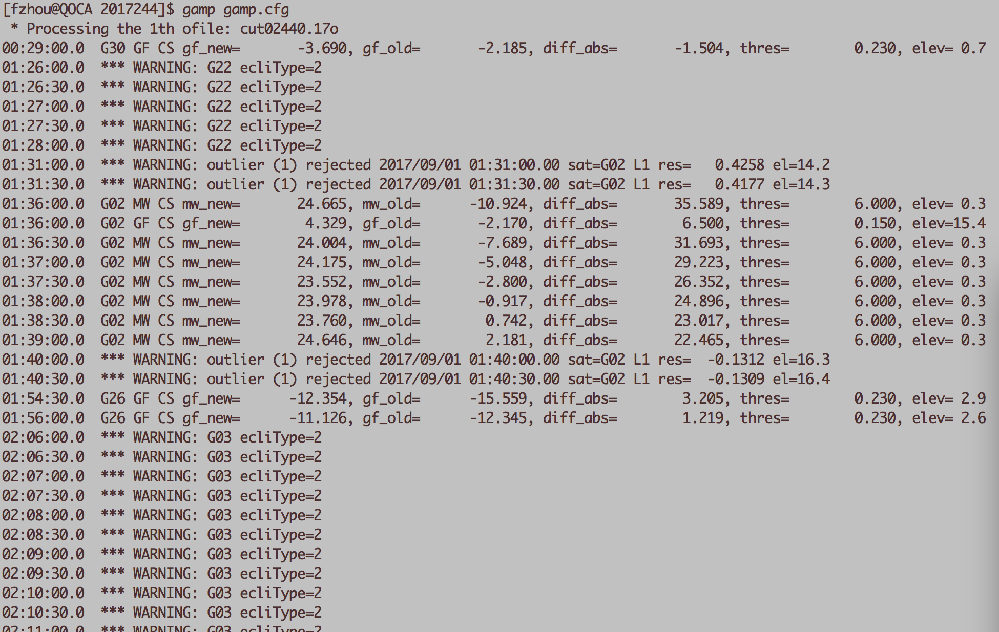 [fzhou@QOCA 2017244]$ gamp gamp.cfg
 * Processing the 1th ofile: cut02440.17o
00:29:00.0  G30 GF CS gf_new=       -3.690, gf_old=       -2.185, diff_abs=       -1.504, thres=        0.230, elev= 0.7
01:26:00.0  *** WARNING: G22 ecliType=2
01:26:30.0  *** WARNING: G22 ecliType=2
01:27:00.0  *** WARNING: G22 ecliType=2
01:27:30.0  *** WARNING: G22 ecliType=2
01:28:00.0  *** WARNING: G22 ecliType=2
01:31:00.0  *** WARNING: outlier (1) rejected 2017/09/01 01:31:00.00 sat=G02 L1 res=   0.4258 el=14.2
01:31:30.0  *** WARNING: outlier (1) rejected 2017/09/01 01:31:30.00 sat=G02 L1 res=   0.4177 el=14.3
01:36:00.0  G02 MW CS mw_new=       24.665, mw_old=      -10.924, diff_abs=       35.589, thres=        6.000, elev= 0.3
01:36:00.0  G02 GF CS gf_new=        4.329, gf_old=       -2.170, diff_abs=        6.500, thres=        0.150, elev=15.4
01:36:30.0  G02 MW CS mw_new=       24.004, mw_old=       -7.689, diff_abs=       31.693, thres=        6.000, elev= 0.3
01:37:00.0  G02 MW CS mw_new=       24.175, mw_old=       -5.048, diff_abs=       29.223, thres=        6.000, elev= 0.3
01:37:30.0  G02 MW CS mw_new=       23.552, mw_old=       -2.800, diff_abs=       26.352, thres=        6.000, elev= 0.3
01:38:00.0  G02 MW CS mw_new=       23.978, mw_old=       -0.917, diff_abs=       24.896, thres=        6.000, elev= 0.3
01:38:30.0  G02 MW CS mw_new=       23.760, mw_old=        0.742, diff_abs=       23.017, thres=        6.000, elev= 0.3
01:39:00.0  G02 MW CS mw_new=       24.646, mw_old=        2.181, diff_abs=       22.465, thres=        6.000, elev= 0.3
01:40:00.0  *** WARNING: outlier (1) rejected 2017/09/01 01:40:00.00 sat=G02 L1 res=  -0.1312 el=16.3
01:40:30.0  *** WARNING: outlier (1) rejected 2017/09/01 01:40:30.00 sat=G02 L1 res=  -0.1309 el=16.4
01:54:30.0  G26 GF CS gf_new=      -12.354, gf_old=      -15.559, diff_abs=        3.205, thres=        0.230, elev= 2.9
01:56:00.0  G26 GF CS gf_new=      -11.126, gf_old=      -12.345, diff_abs=        1.219, thres=        0.230, elev= 2.6
02:06:00.0  *** WARNING: G03 ecliType=2
02:06:30.0  *** WARNING: G03 ecliType=2
02:07:00.0  *** WARNING: G03 ecliType=2
02:07:30.0  *** WARNING: G03 ecliType=2
02:08:00.0  *** WARNING: G03 ecliType=2
02:08:30.0  *** WARNING: G03 ecliType=2
02:09:00.0  *** WARNING: G03 ecliType=2
02:09:30.0  *** WARNING: G03 ecliType=2
02:10:00.0  *** WARNING: G03 ecliType=2
02:10:30.0  *** WARNING: G03 ecliType=2
02:11:00.0  *** WARNING: G03 ecliType=2